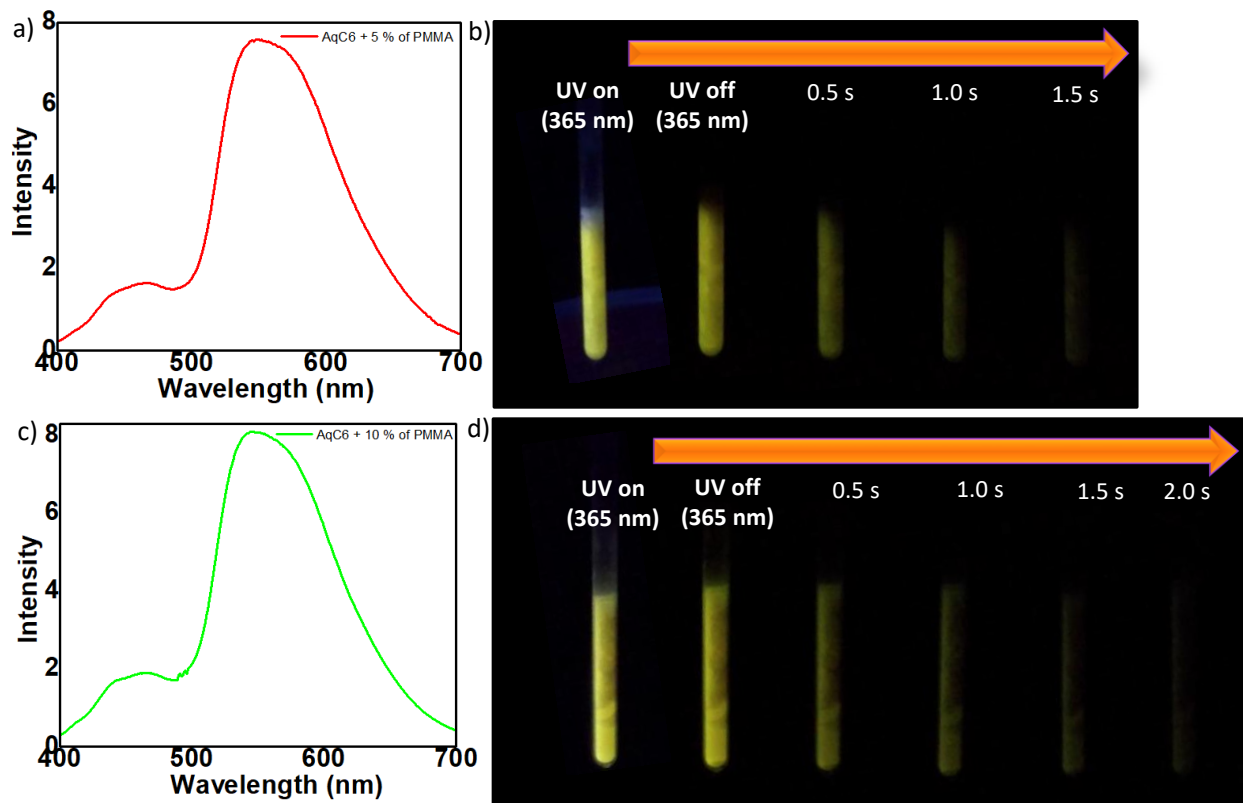 a)
8
6
4
2
0
Intensity
AqC6 + 5 % of PMMA
400
500
600
700
Wavelength (nm)
b)
UV on
(365 nm)
UV off
(365 nm)
0.5 s
1.0 s
1.5 s
c)
8
6
4
2
0
Intensity
AqC6 + 10 % of PMMA
400
500
600
700
Wavelength (nm)
d)
UV on
(365 nm)
UV off
(365 nm)
0.5 s
1.0 s
1.5 s
2.0 s